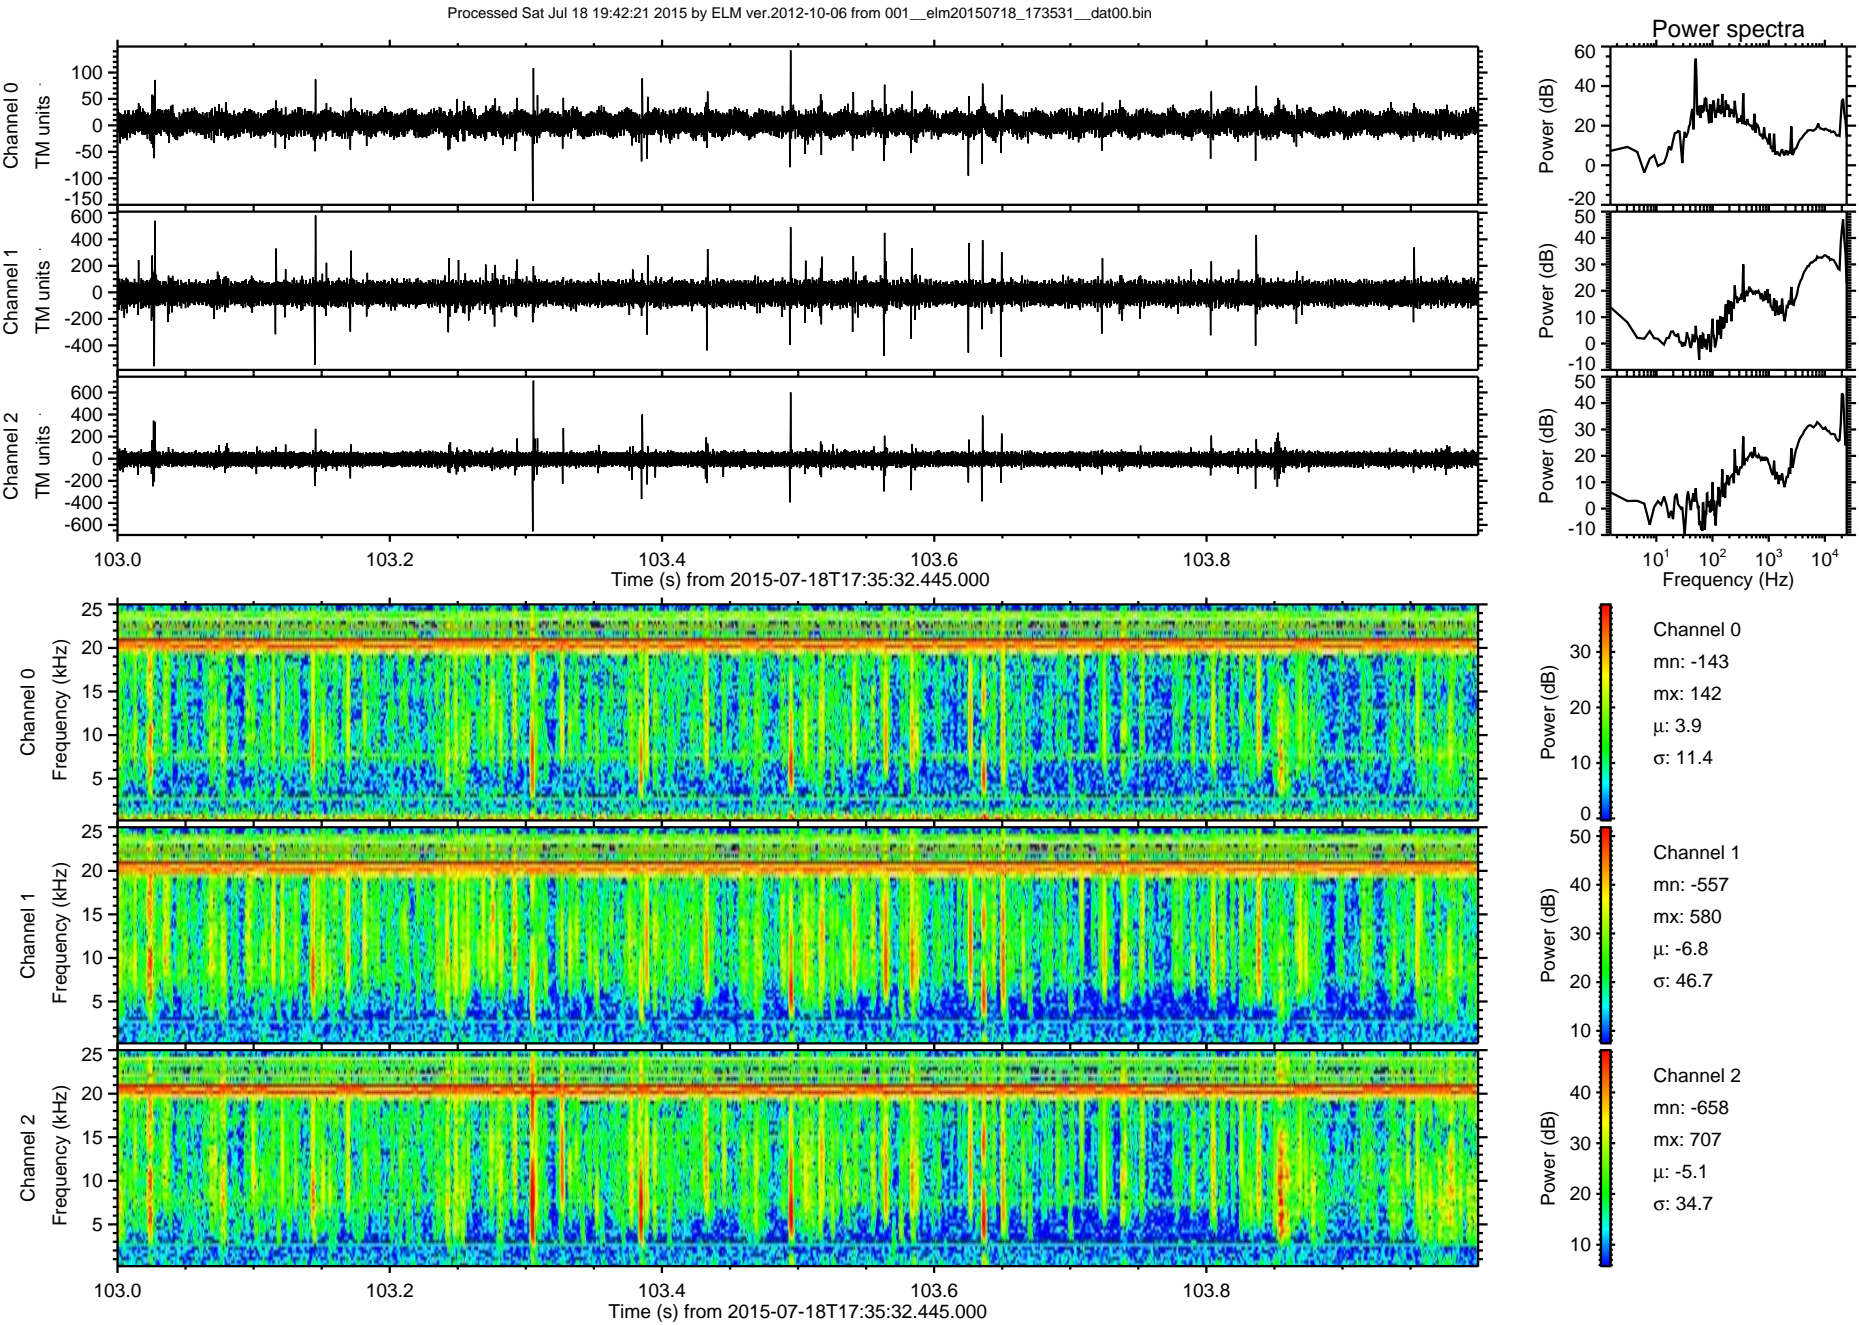 Processed Sat Jul 18 19:42:21 2015 by ELM ver.2012-10-06 from 001__elm20150718_173531__dat00.bin
Power spectra
Channel 0
TM units
100
50
0
-50
-100
-150
Power (dB)
60
40
20
0
-20
Channel 1
TM units
600
400
200
0
-200
-400
Power (dB)
50
40
30
20
10
0
-10
Channel 2
TM units
600
400
200
0
-200
-400
-600
Power (dB)
50
40
30
20
10
0
-10
103.0 103.2 103.4 103.6 103.8
Time (s) from 2015-07-18T17:35:32.445.000
10¹ 10² 10³ 10⁴
Frequency (Hz)
Channel 0
Frequency (kHz)
25
20
15
10
5
Power (dB)
30
20
10
0
Channel 0
mn: -143
mx: 142
µ: 3.9
σ: 11.4
Channel 1
Frequency (kHz)
25
20
15
10
5
Power (dB)
50
40
30
20
10
Channel 1
mn: -557
mx: 580
µ: -6.8
σ: 46.7
Channel 2
Frequency (kHz)
25
20
15
10
5
Power (dB)
40
30
20
10
Channel 2
mn: -658
mx: 707
µ: -5.1
σ: 34.7
103.0 103.2 103.4 103.6 103.8
Time (s) from 2015-07-18T17:35:32.445.000